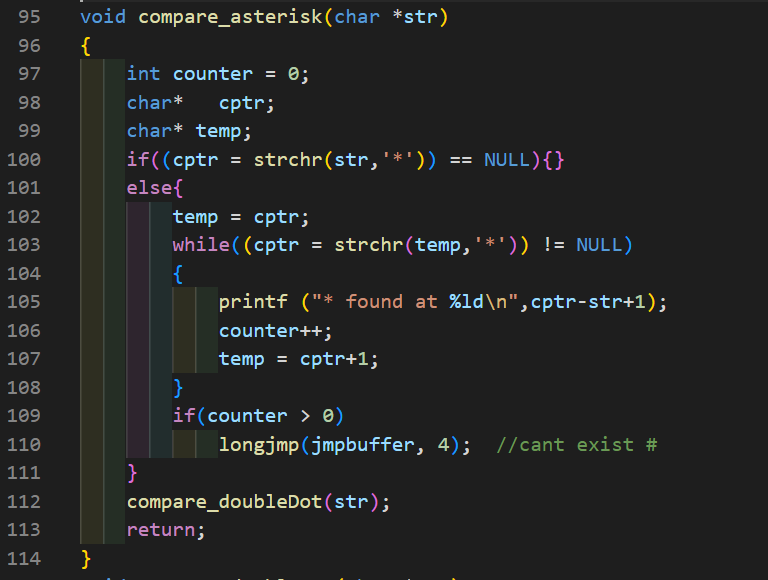 95 void compare_asterisk(char *str)
96 {
97 int counter = 0;
98 char*   cptr;
99 char* temp;
100 if((cptr = strchr(str,'*')) == NULL){}
101 else{
102 temp = cptr;
103 while((cptr = strchr(temp,'*')) != NULL)
104 {
105 printf ("* found at %ld\n",cptr-str+1);
106 counter++;
107 temp = cptr+1;
108 }
109 if(counter > 0)
110 longjmp(jmpbuffer, 4);  //cant exist #
111 }
112 compare_doubleDot(str);
113 return;
114 }